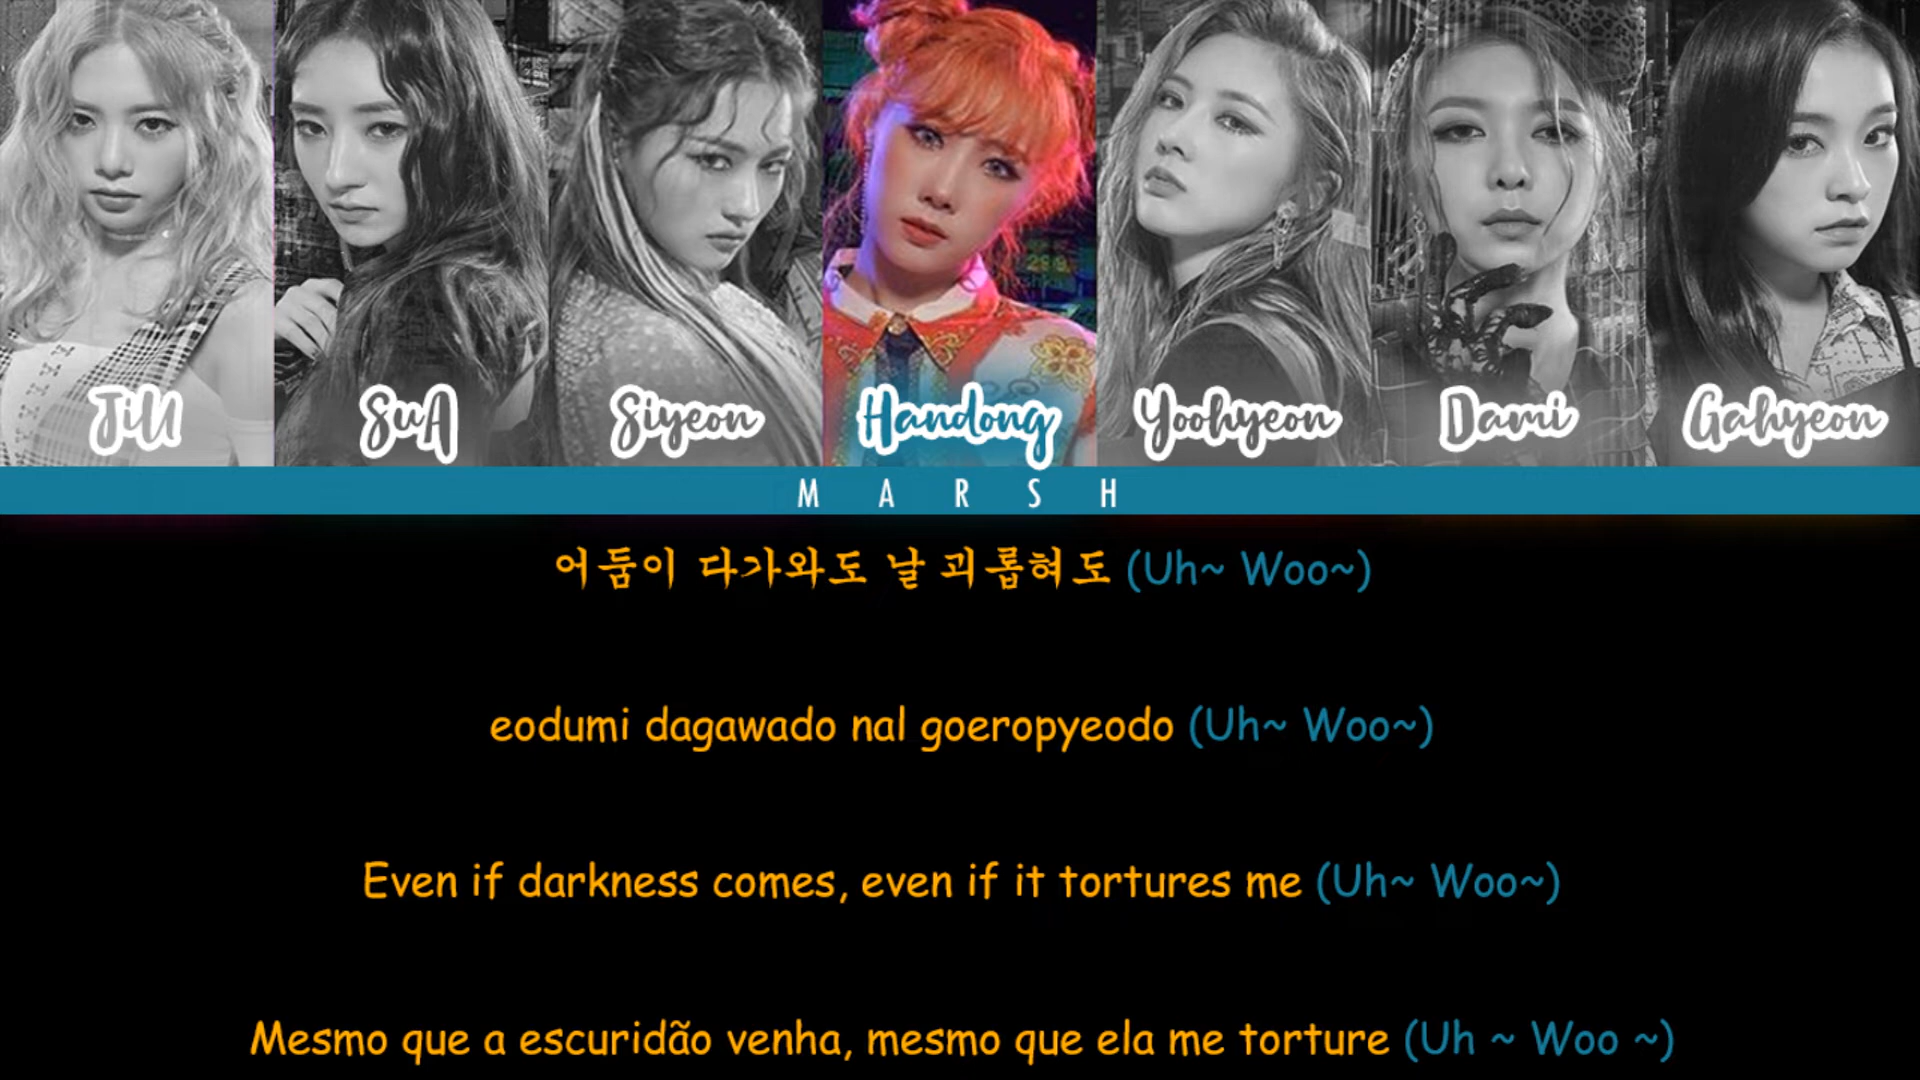 JiU SuA Siyeon Handong Yoohyeon Dami Gahyeon
MARSH
어둠이 다가와도 날 괴롭혀도 (Uh~ Woo~)
eodumi dagawado nal goeropyeodo (Uh~ Woo~)
Even if darkness comes, even if it tortures me (Uh~ Woo~)
Mesmo que a escuridão venha, mesmo que ela me torture (Uh ~ Woo ~)